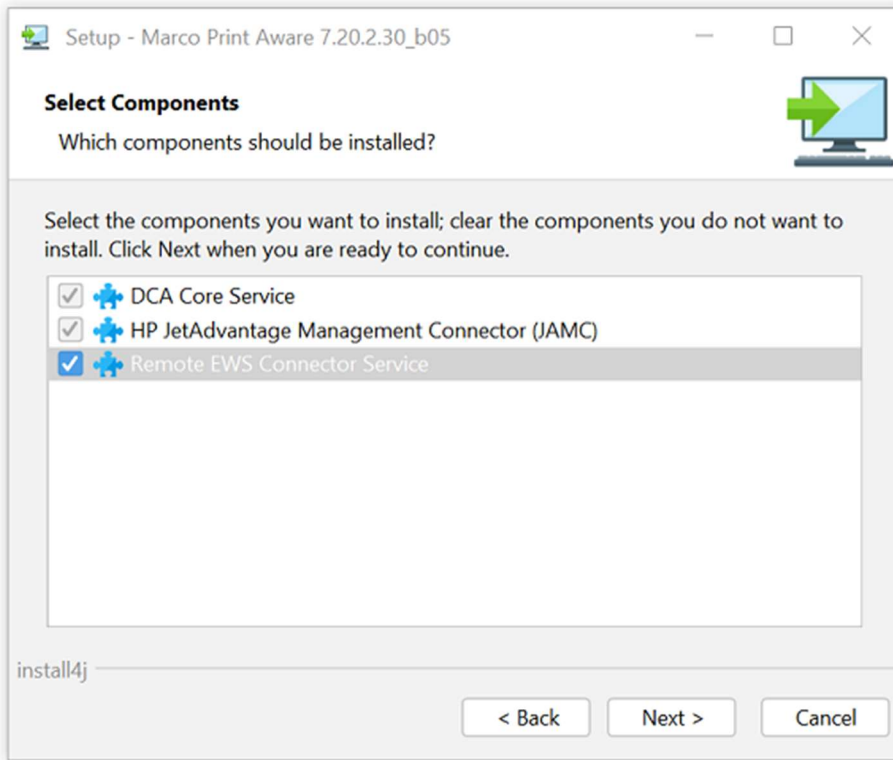 Setup - Marco Print Aware 7.20.2.30_b05
Select Components
Which components should be installed?
Select the components you want to install; clear the components you do not want to
install. Click Next when you are ready to continue.
DCA Core Service
HP JetAdvantage Management Connector (JAMC)
Remote EWS Connector Service
install4j
< Back Next > Cancel